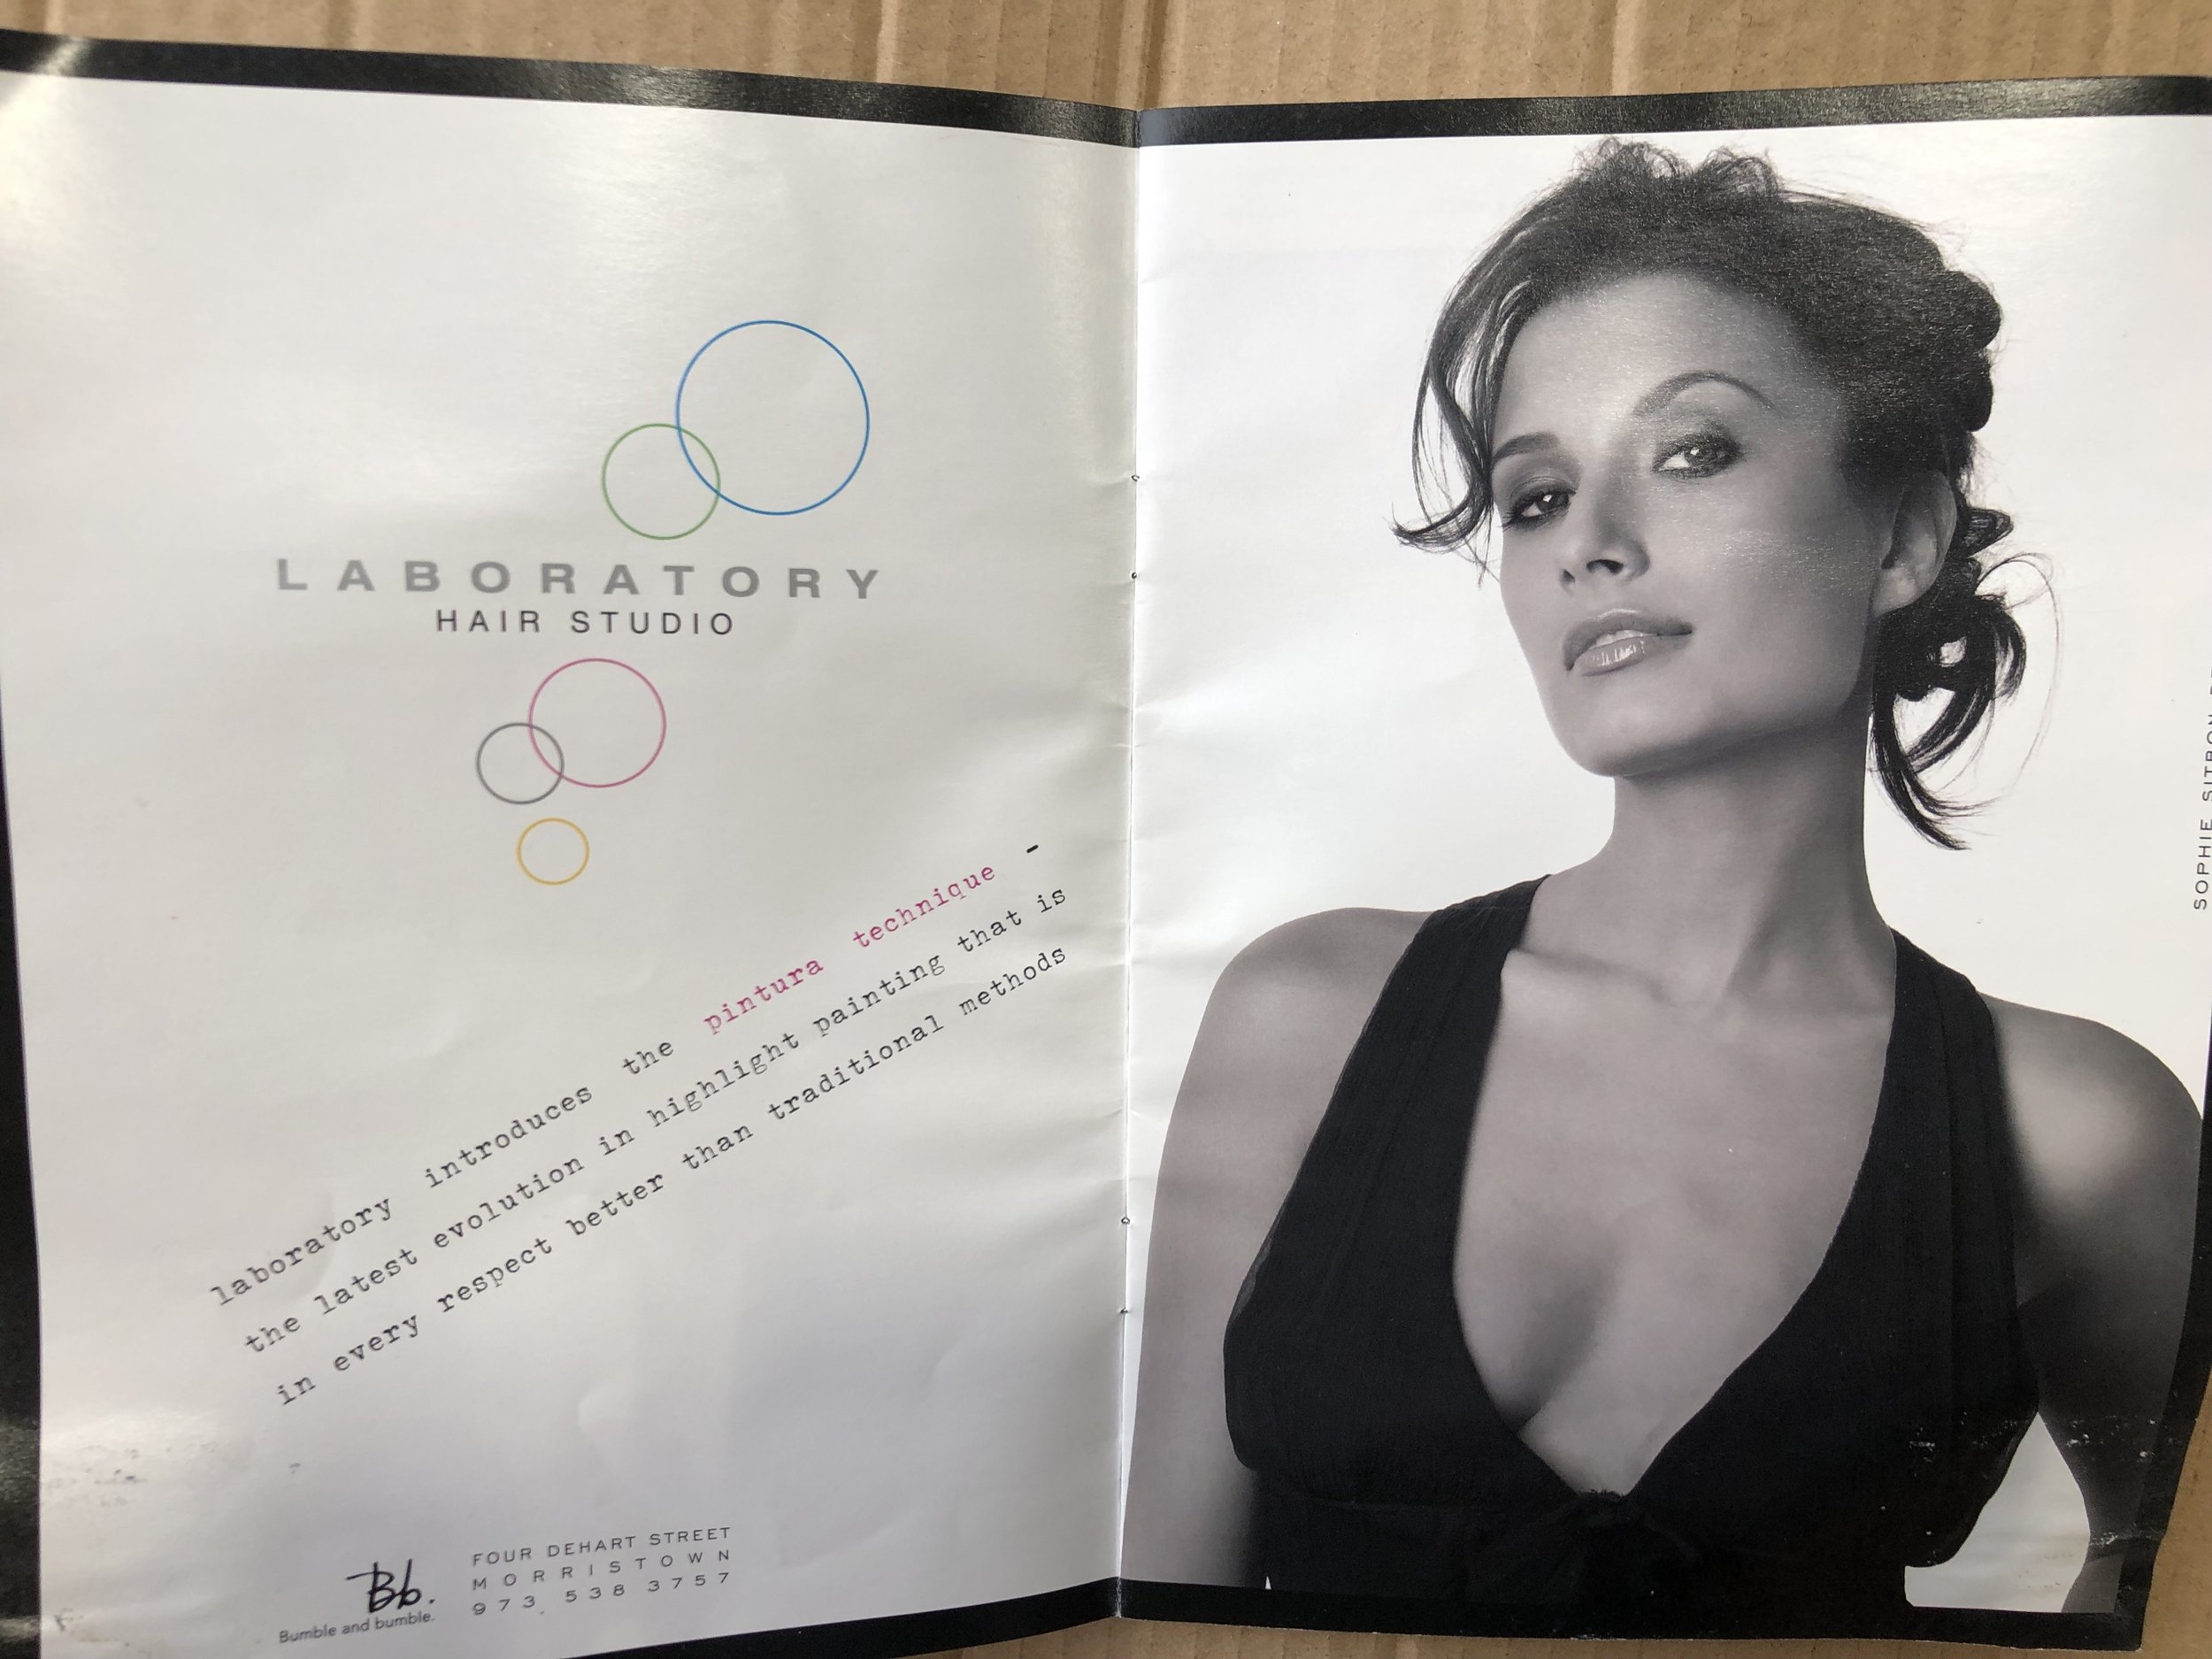 LABORATORY
HAIR STUDIO
laboratory introduces the pintura technique -
the latest evolution in highlight painting that is
in every respect better than traditional methods
Bb.
Bumble and bumble.
FOUR DEHART STREET
MORRISTOWN
973 538 3757
SOPHIE